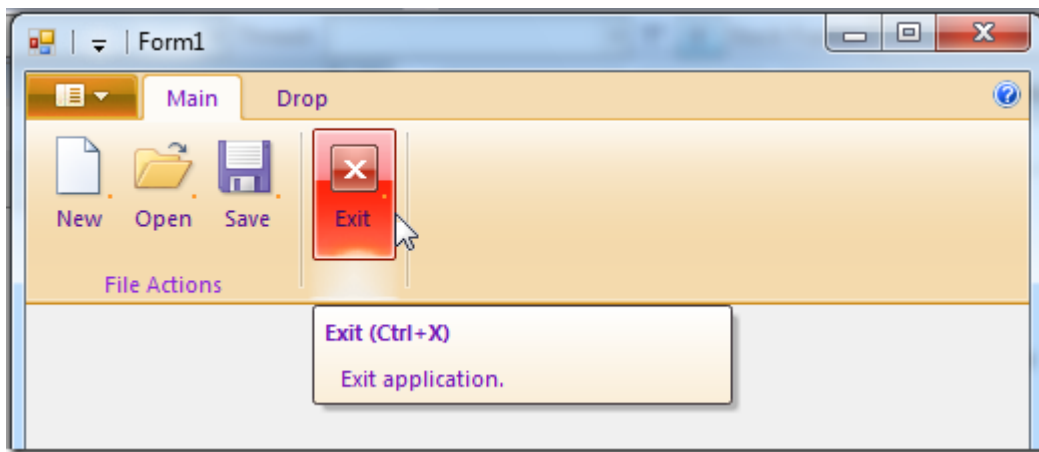 Form1
Main Drop
New Open Save Exit
File Actions
Exit (Ctrl+X)
Exit application.